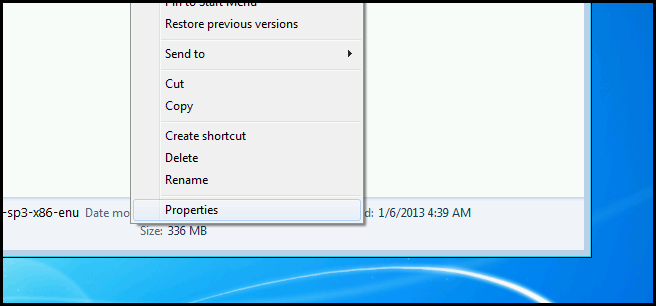 Pin to Start Menu
Restore previous versions
Send to
Cut
Copy
Create shortcut
Delete
Rename
Properties
-sp3-x86-enu Date mo d: 1/6/2013 4:39 AM
Size: 336 MB